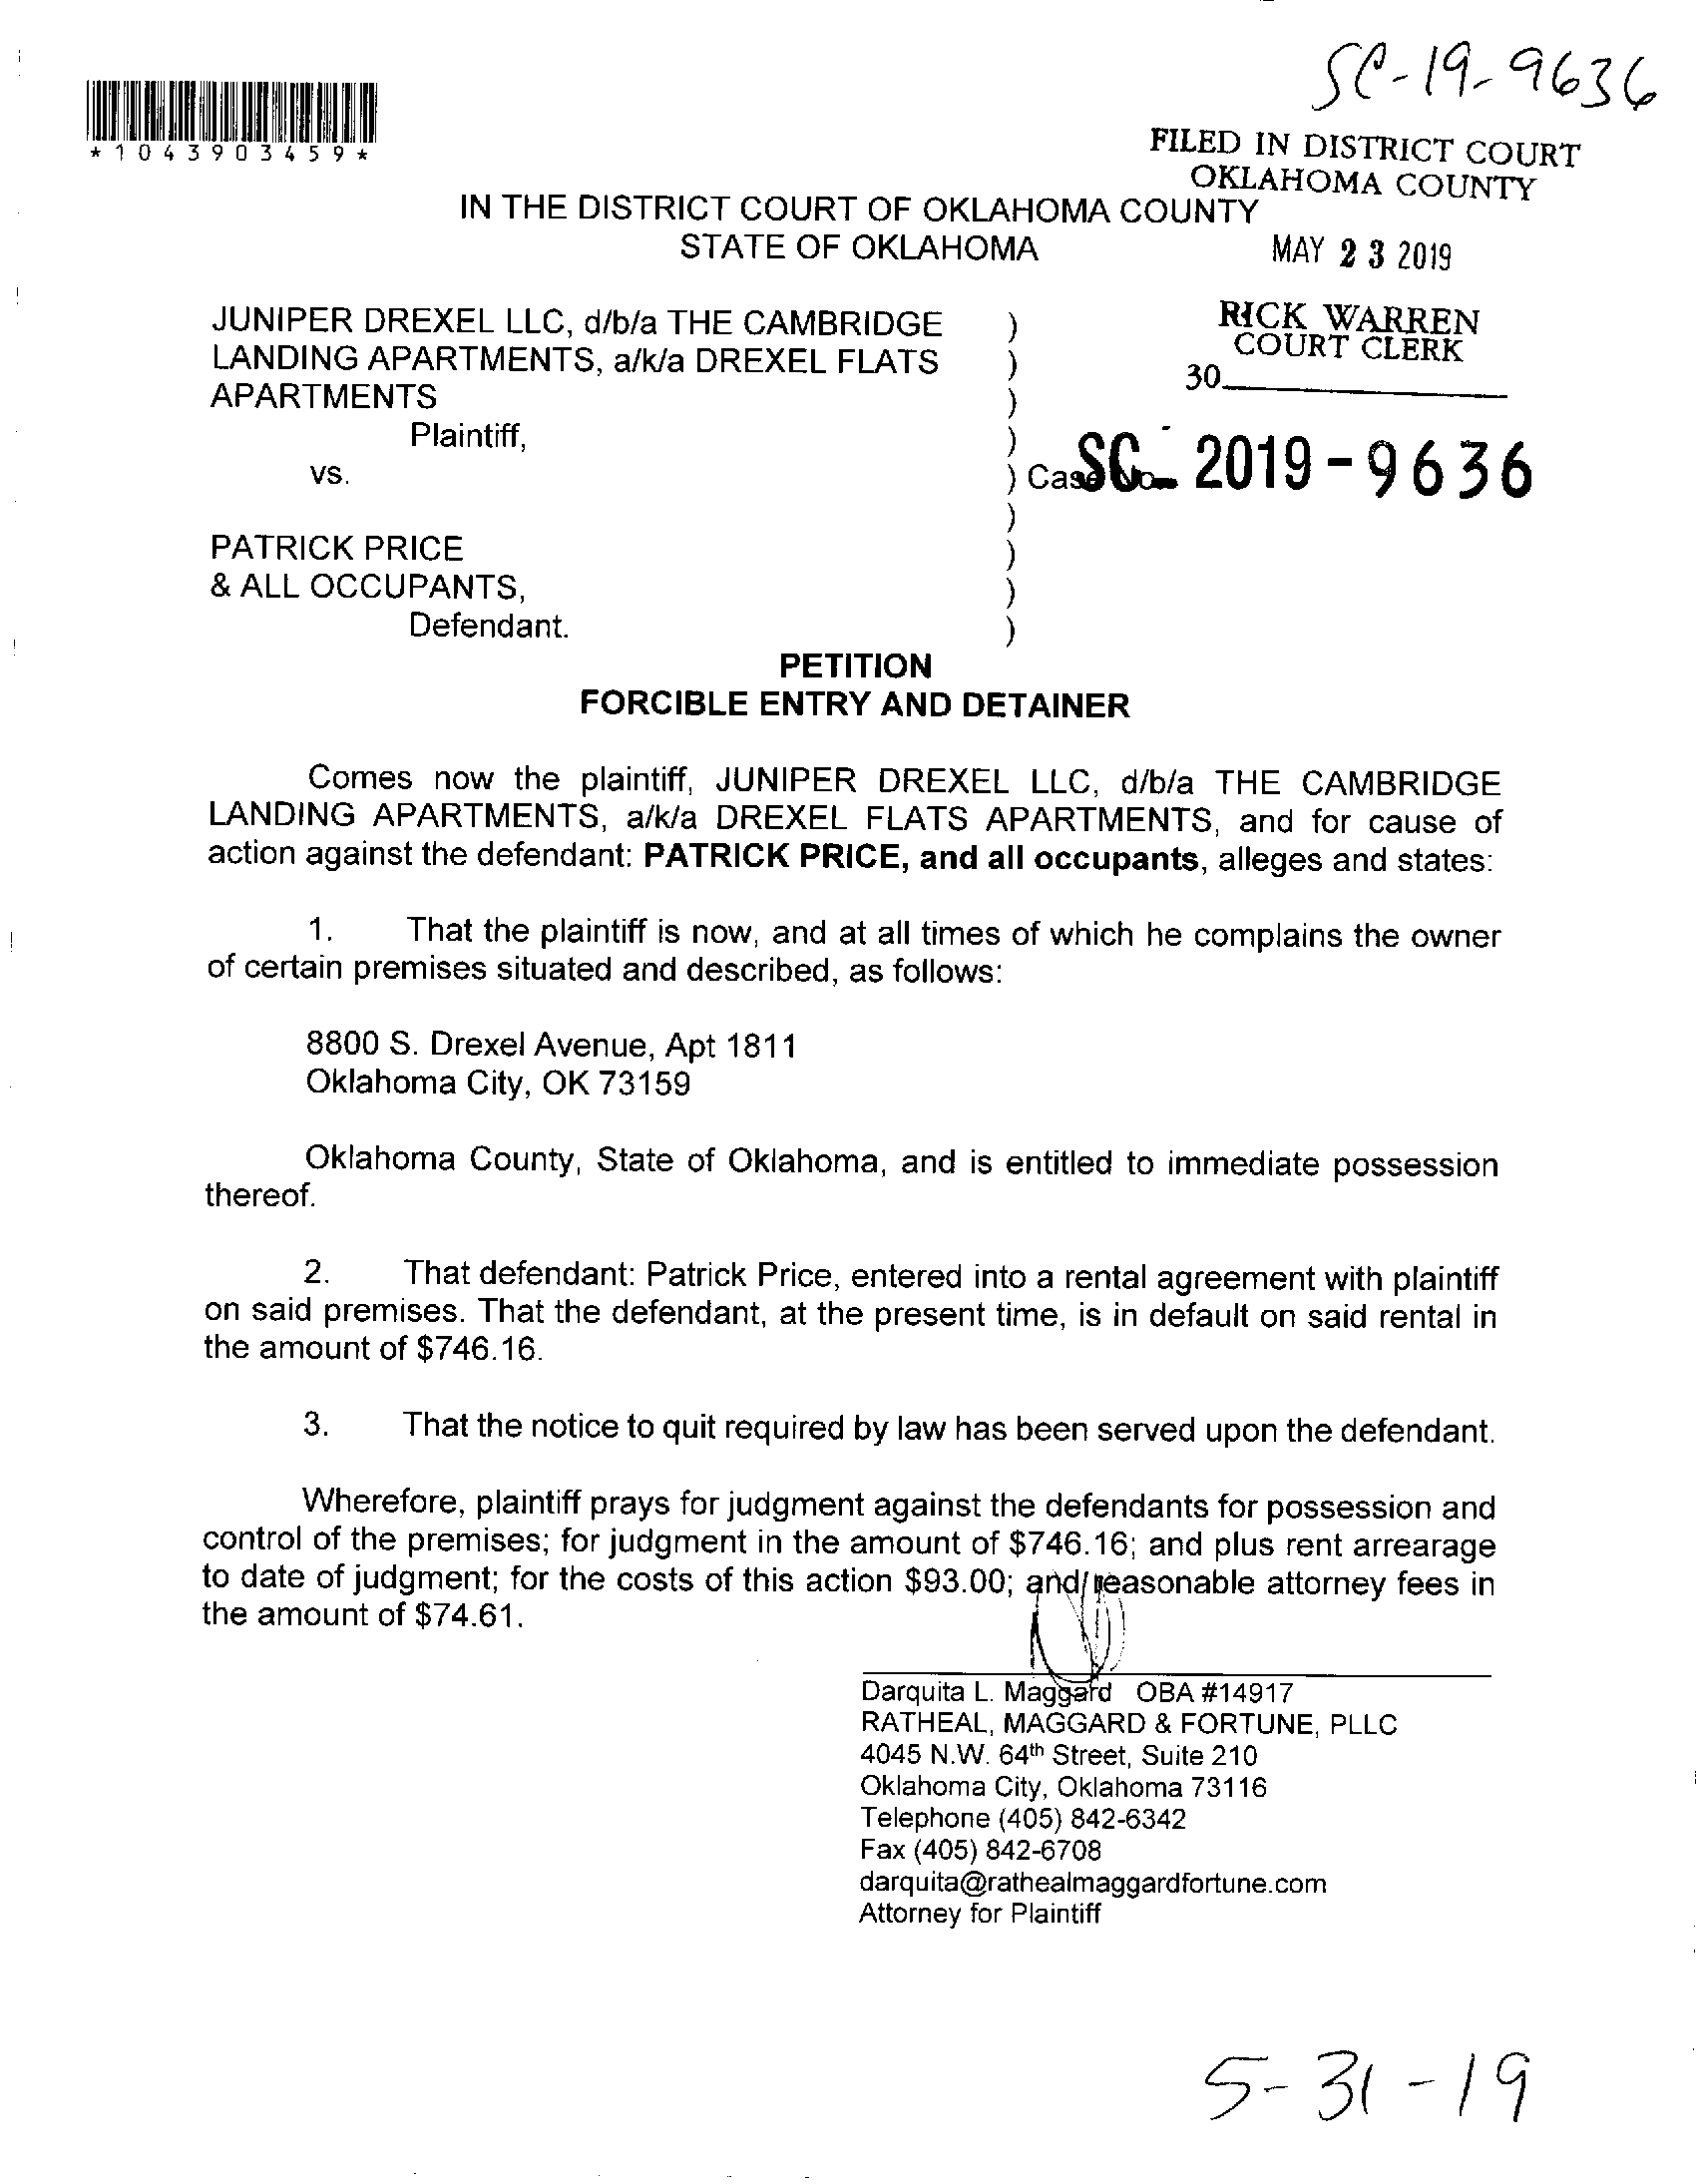 SC-19-9636
*1043903459*
FILED IN DISTRICT COURT
OKLAHOMA COUNTY
IN THE DISTRICT COURT OF OKLAHOMA COUNTY
STATE OF OKLAHOMA
MAY 23 2019
JUNIPER DREXEL LLC, d/b/a THE CAMBRIDGE )
LANDING APARTMENTS, a/k/a DREXEL FLATS )
APARTMENTS )
RICK WARREN
COURT CLERK
30
Plaintiff, )
vs. ) Case No. SC-2019-9636
)
PATRICK PRICE )
& ALL OCCUPANTS, )
Defendant. )
PETITION
FORCIBLE ENTRY AND DETAINER
Comes now the plaintiff, JUNIPER DREXEL LLC, d/b/a THE CAMBRIDGE
LANDING APARTMENTS, a/k/a DREXEL FLATS APARTMENTS, and for cause of
action against the defendant: PATRICK PRICE, and all occupants, alleges and states:
1. That the plaintiff is now, and at all times of which he complains the owner
of certain premises situated and described, as follows:
8800 S. Drexel Avenue, Apt 1811
Oklahoma City, OK 73159
Oklahoma County, State of Oklahoma, and is entitled to immediate possession
thereof.
2. That defendant: Patrick Price, entered into a rental agreement with plaintiff
on said premises. That the defendant, at the present time, is in default on said rental in
the amount of $746.16.
3. That the notice to quit required by law has been served upon the defendant.
Wherefore, plaintiff prays for judgment against the defendants for possession and
control of the premises; for judgment in the amount of $746.16; and plus rent arrearage
to date of judgment; for the costs of this action $93.00; and reasonable attorney fees in
the amount of $74.61.
Darquita L. Maggard OBA #14917
RATHEAL, MAGGARD & FORTUNE, PLLC
4045 N.W. 64th Street, Suite 210
Oklahoma City, Oklahoma 73116
Telephone (405) 842-6342
Fax (405) 842-6708
darquita@rathealmaggardfortune.com
Attorney for Plaintiff
5-31-19